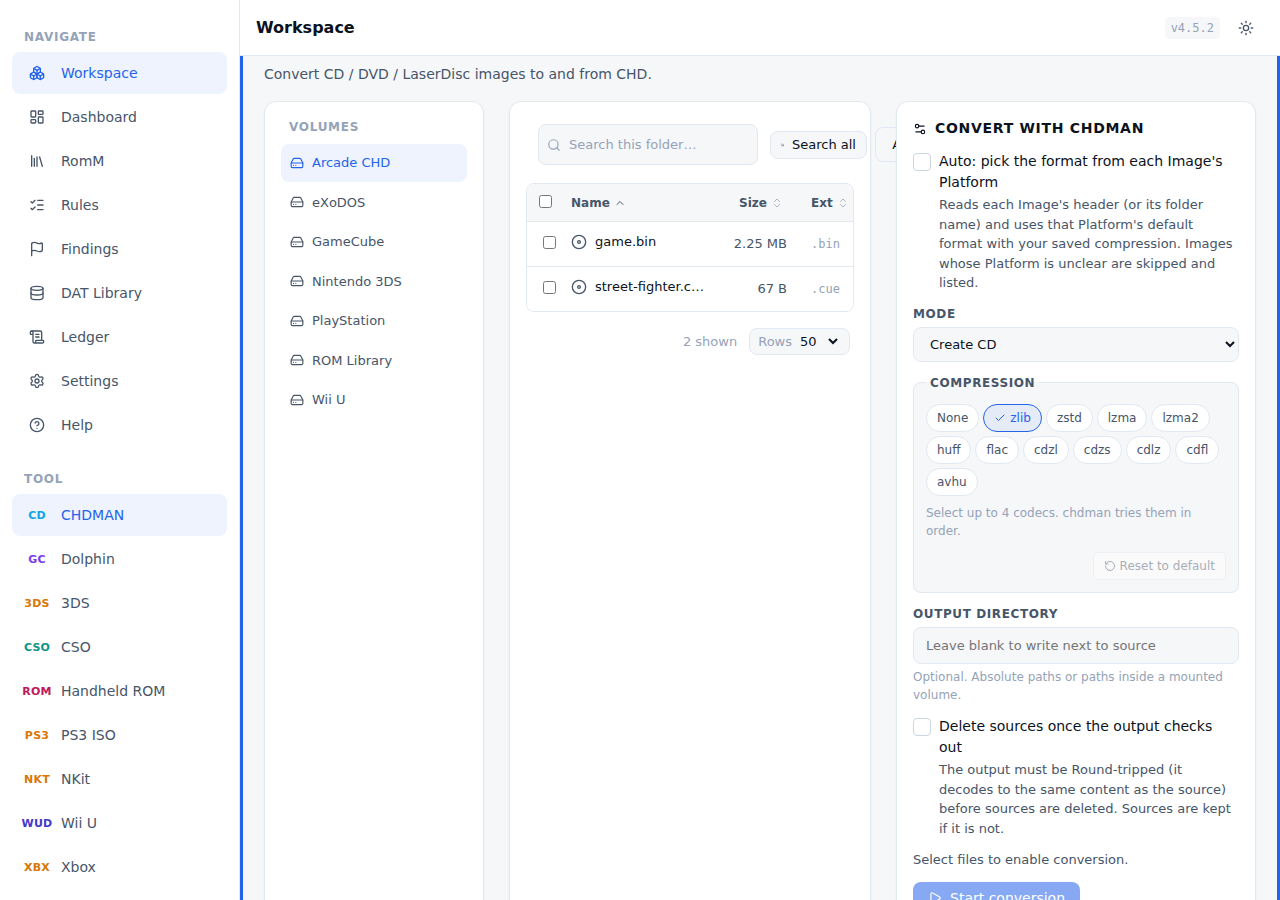 NAVIGATE
Workspace
Dashboard
RomM
Rules
Findings
DAT Library
Ledger
Settings
Help
TOOL
CD CHDMAN
GC Dolphin
3DS 3DS
CSO CSO
ROM Handheld ROM
PS3 PS3 ISO
NKT NKit
WUD Wii U
XBX Xbox
Workspace
v4.5.2
Convert CD / DVD / LaserDisc images to and from CHD.
VOLUMES
Arcade CHD
eXoDOS
GameCube
Nintendo 3DS
PlayStation
ROM Library
Wii U
Search this folder…
Search all
Name Size Ext
game.bin 2.25 MB .bin
street-fighter.c… 67 B .cue
2 shown Rows 50
CONVERT WITH CHDMAN
Auto: pick the format from each Image's
Platform
Reads each Image's header (or its folder
name) and uses that Platform's default
format with your saved compression. Images
whose Platform is unclear are skipped and
listed.
MODE
Create CD
COMPRESSION
None zlib zstd lzma lzma2
huff flac cdzl cdzs cdlz cdfl
avhu
Select up to 4 codecs. chdman tries them in
order.
Reset to default
OUTPUT DIRECTORY
Leave blank to write next to source
Optional. Absolute paths or paths inside a mounted
volume.
Delete sources once the output checks
out
The output must be Round-tripped (it
decodes to the same content as the source)
before sources are deleted. Sources are kept
if it is not.
Select files to enable conversion.
Start conversion